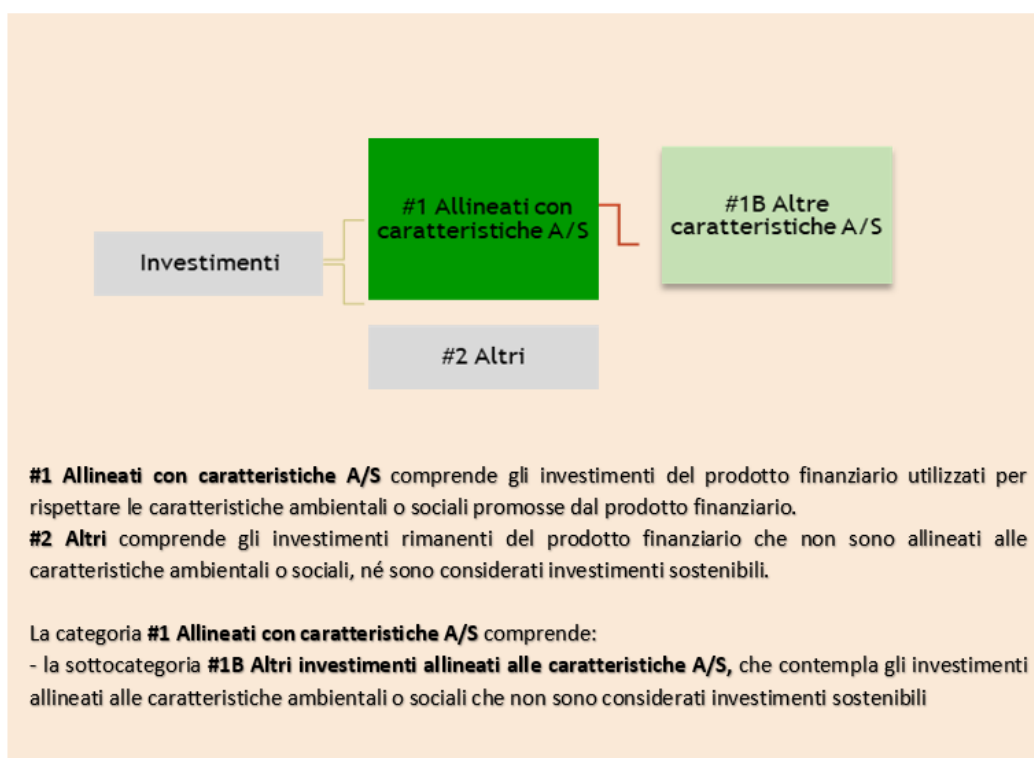 #1 Allineati con
caratteristiche A/S
#1B Altre
caratteristiche A/S
Investimenti
#2 Altri
#1 Allineati con caratteristiche A/S comprende gli investimenti del prodotto finanziario utilizzati per
rispettare le caratteristiche ambientali o sociali promosse dal prodotto finanziario.
#2 Altri comprende gli investimenti rimanenti del prodotto finanziario che non sono allineati alle
caratteristiche ambientali o sociali, né sono considerati investimenti sostenibili.
La categoria #1 Allineati con caratteristiche A/S comprende:
- la sottocategoria #1B Altri investimenti allineati alle caratteristiche A/S, che contempla gli investimenti
allineati alle caratteristiche ambientali o sociali che non sono considerati investimenti sostenibili